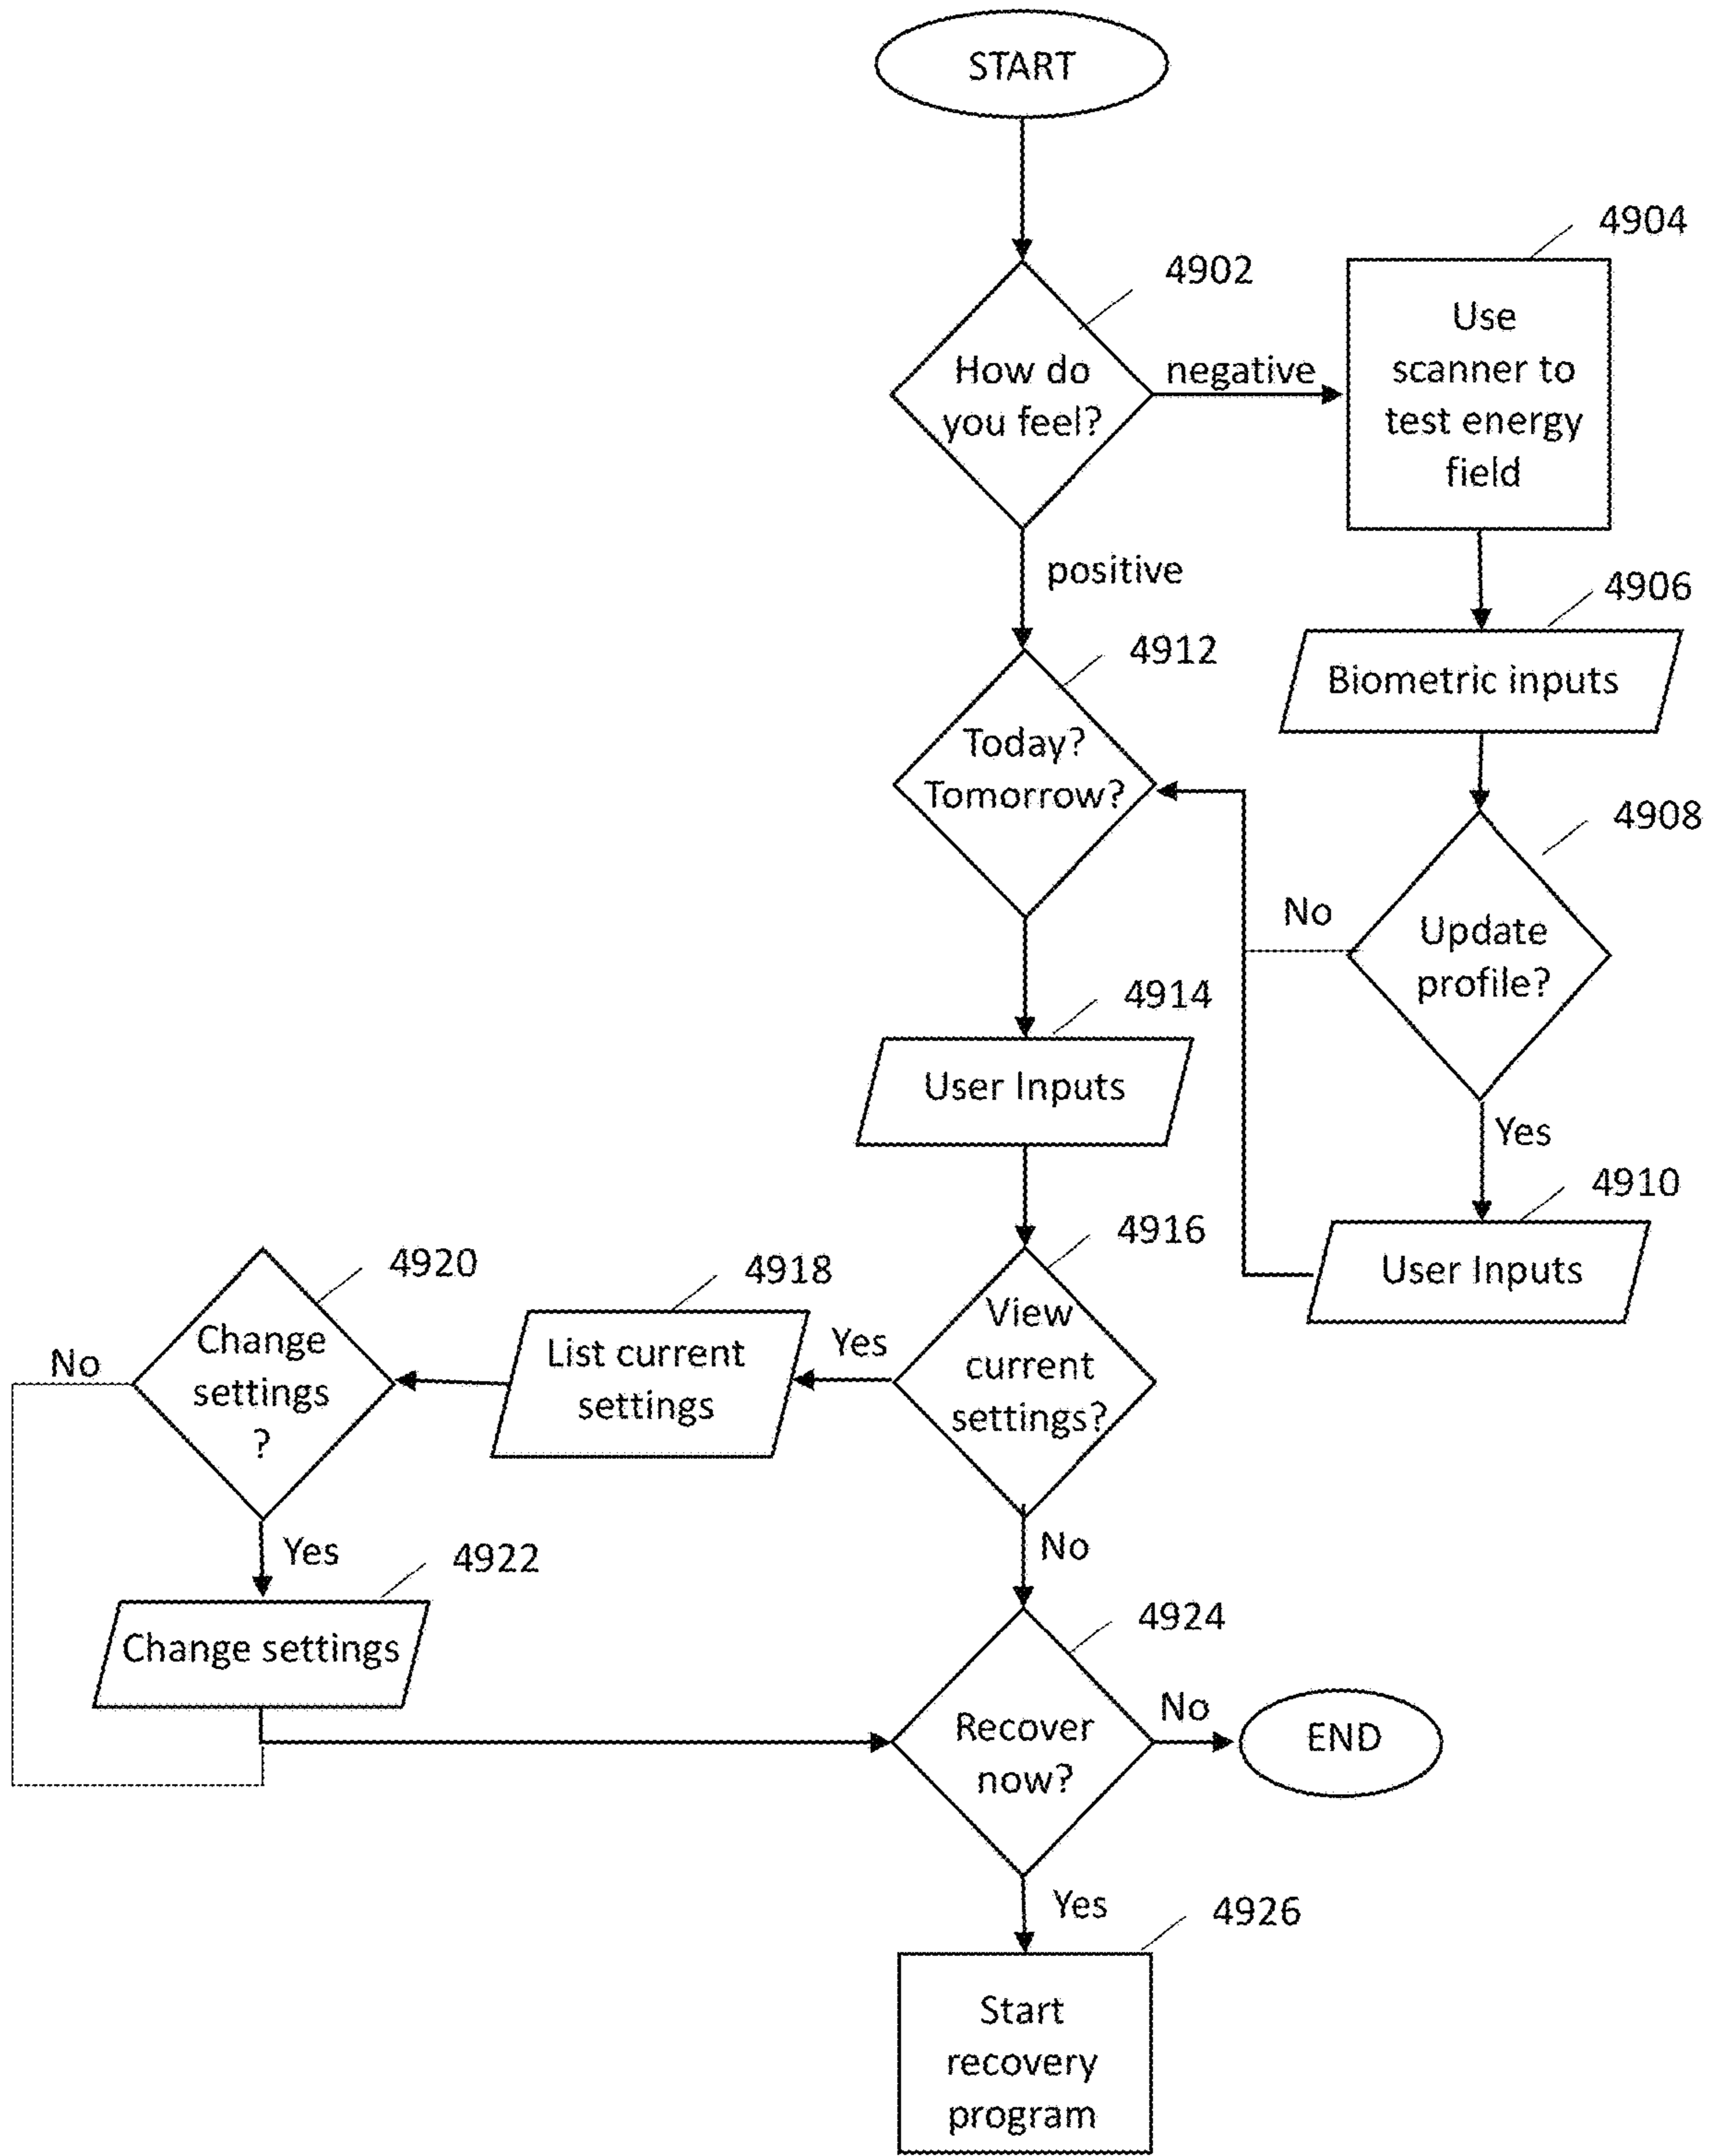 START
4902
How do
you feel?
negative
4904
Use
scanner to
test energy
field
positive
4906
Biometric inputs
4912
Today?
Tomorrow?
4908
Update
profile?
No
Yes
4914
User Inputs
4910
User Inputs
4916
View
current
settings?
Yes
4918
List current
settings
4920
Change
settings
?
No
Yes
4922
Change settings
No
4924
Recover
now?
No
END
Yes
4926
Start
recovery
program